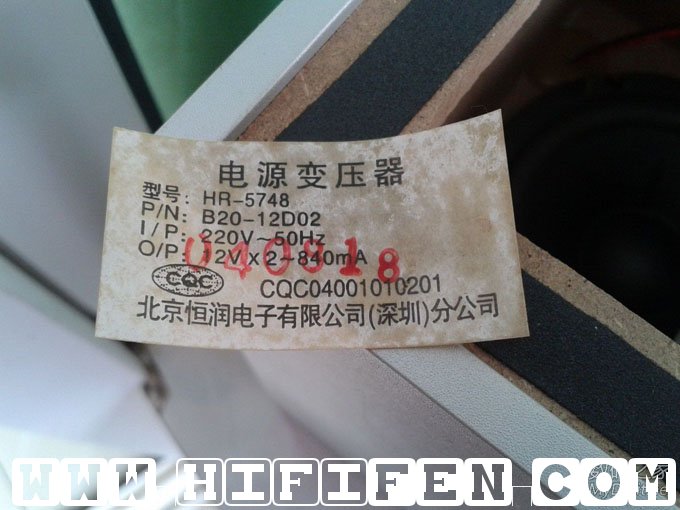 电源变压器
型号: HR-5748
P/N: B20-12D02
I/P: 220V~50Hz
O/P: 12V x 2-840mA
040918
CQC
CQC04001010201
北京恒润电子有限公司(深圳)分公司
WWW.HIFIFEN.COM